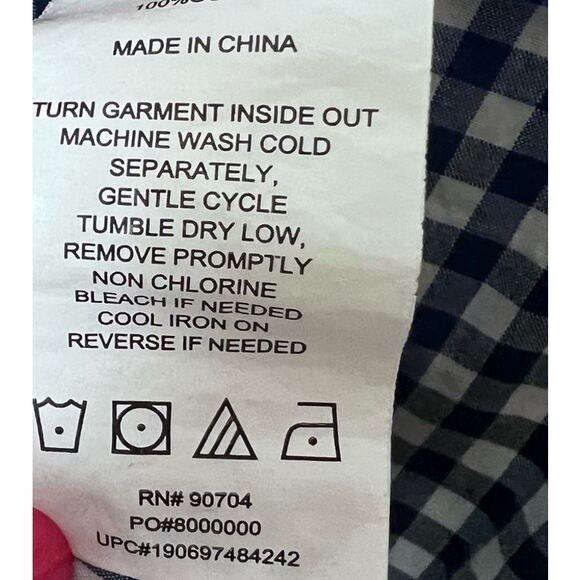 100%
MADE IN CHINA
TURN GARMENT INSIDE OUT
MACHINE WASH COLD
SEPARATELY,
GENTLE CYCLE
TUMBLE DRY LOW,
REMOVE PROMPTLY
NON CHLORINE
BLEACH IF NEEDED
COOL IRON ON
REVERSE IF NEEDED
RN# 90704
PO#8000000
UPC#190697484242